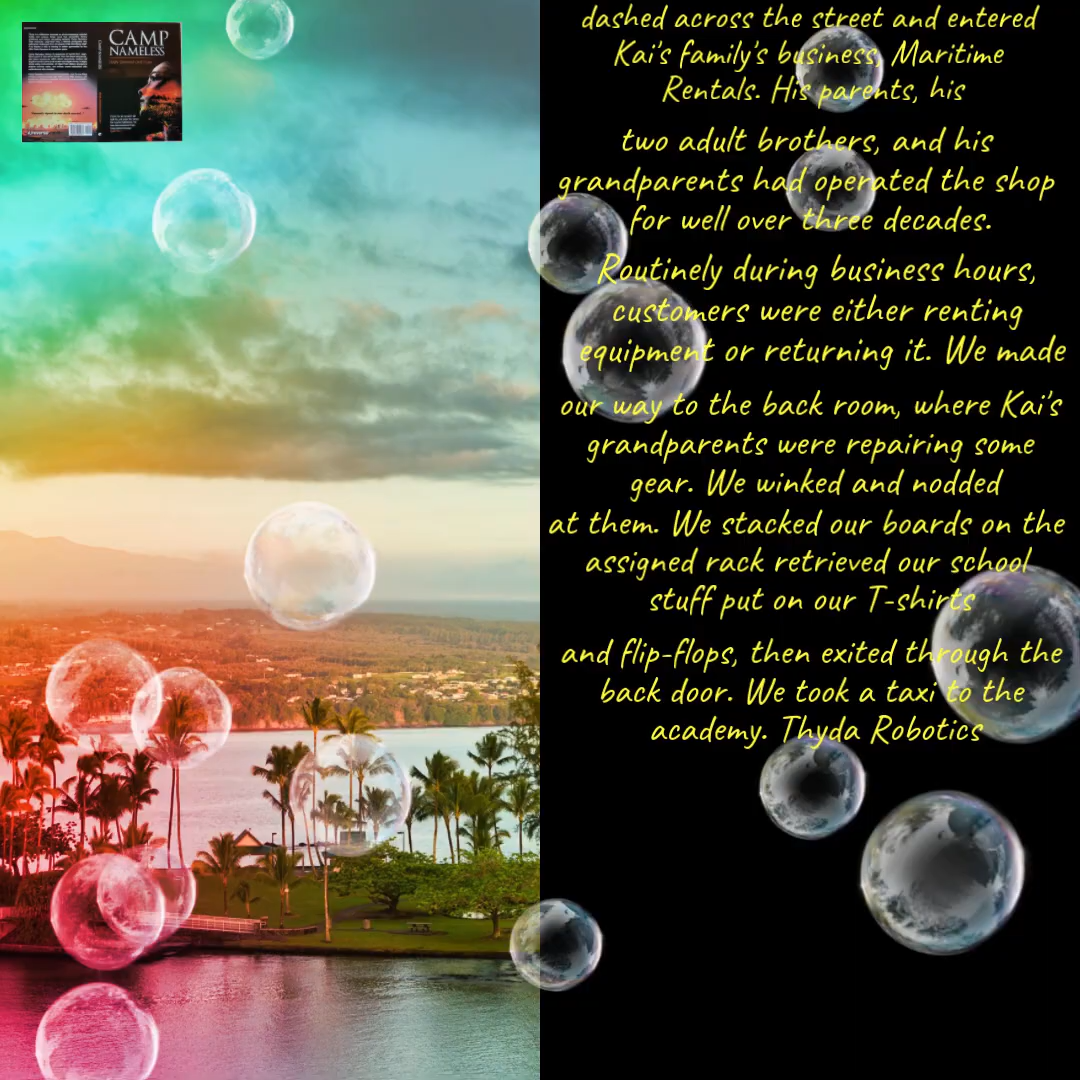 CAMP
NAMELESS
dashed across the street and entered
Kai's family's business, Maritime
Rentals. His parents, his
two adult brothers, and his
grandparents had operated the shop
for well over three decades.
Routinely during business hours,
customers were either renting
equipment or returning it. We made
our way to the back room, where Kai's
grandparents were repairing some
gear. We winked and nodded
at them. We stacked our boards on the
assigned rack retrieved our school
stuff put on our T-shirts
and flip-flops, then exited through the
back door. We took a taxi to the
academy. Thyda Robotics